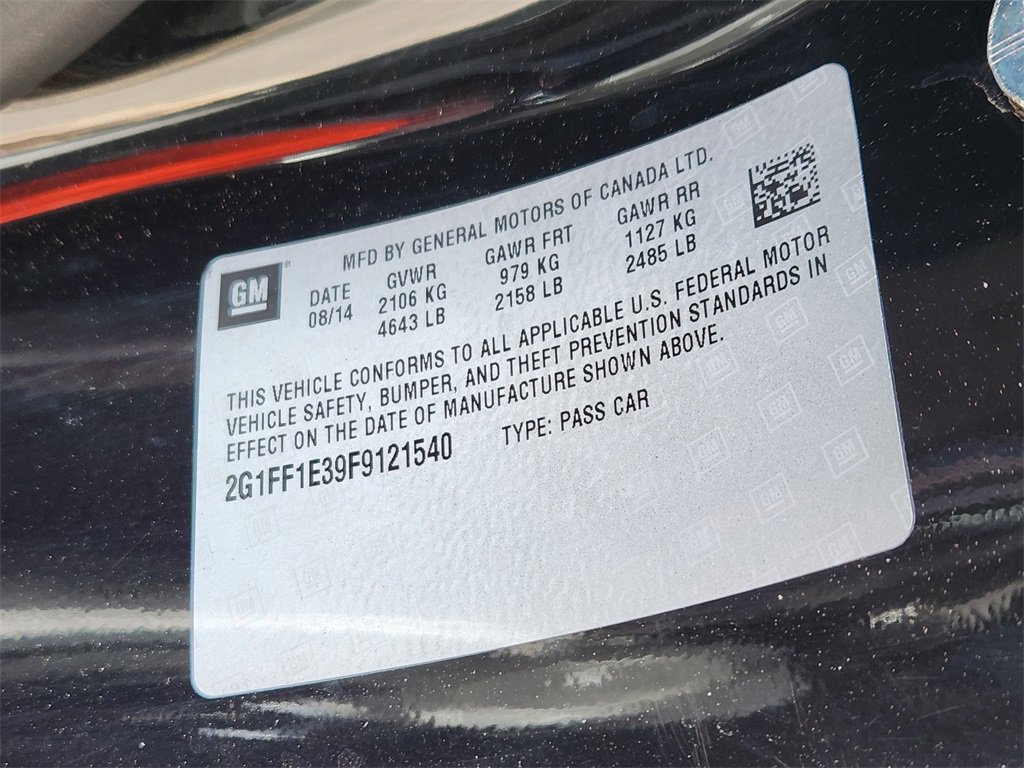 MFD BY GENERAL MOTORS OF CANADA LTD.
GM
DATE GVWR GAWR FRT GAWR RR
08/14 2106 KG 979 KG 1127 KG
4643 LB 2158 LB 2485 LB
THIS VEHICLE CONFORMS TO ALL APPLICABLE U.S. FEDERAL MOTOR
VEHICLE SAFETY, BUMPER, AND THEFT PREVENTION STANDARDS IN
EFFECT ON THE DATE OF MANUFACTURE SHOWN ABOVE.
2G1FF1E39F9121540 TYPE: PASS CAR